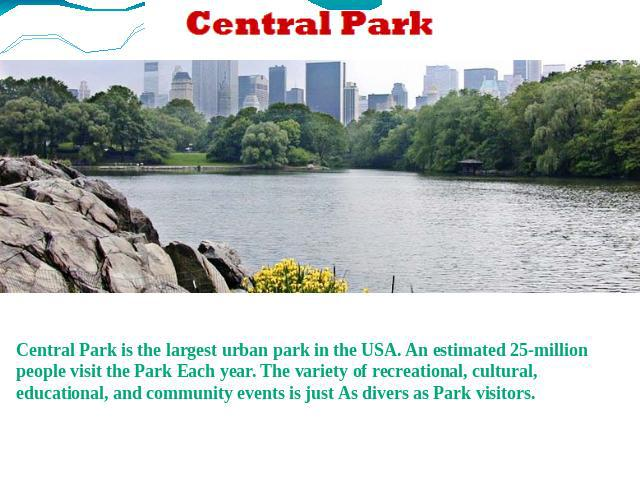 Central Park
Central Park is the largest urban park in the USA. An estimated 25-million
people visit the Park Each year. The variety of recreational, cultural,
educational, and community events is just As divers as Park visitors.